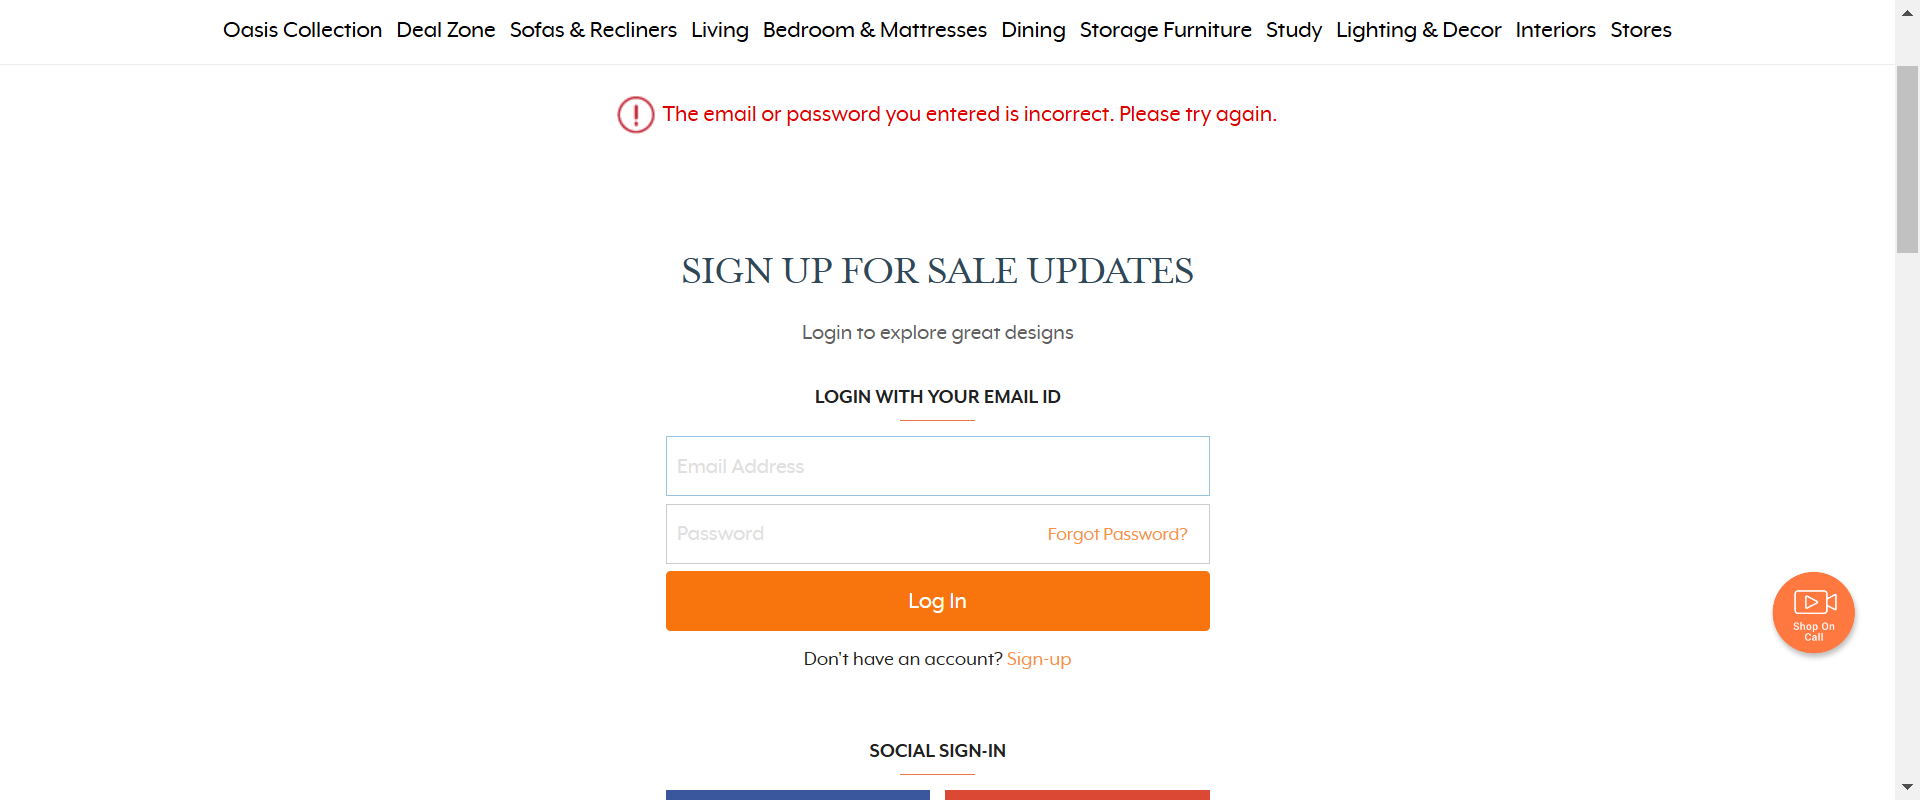 Oasis Collection Deal Zone Sofas & Recliners Living Bedroom & Mattresses Dining Storage Furniture Study Lighting & Decor Interiors Stores
The email or password you entered is incorrect. Please try again.
SIGN UP FOR SALE UPDATES
Login to explore great designs
LOGIN WITH YOUR EMAIL ID
Email Address
Password Forgot Password?
Log In
Shop On
Call
Don't have an account? Sign-up
SOCIAL SIGN-IN